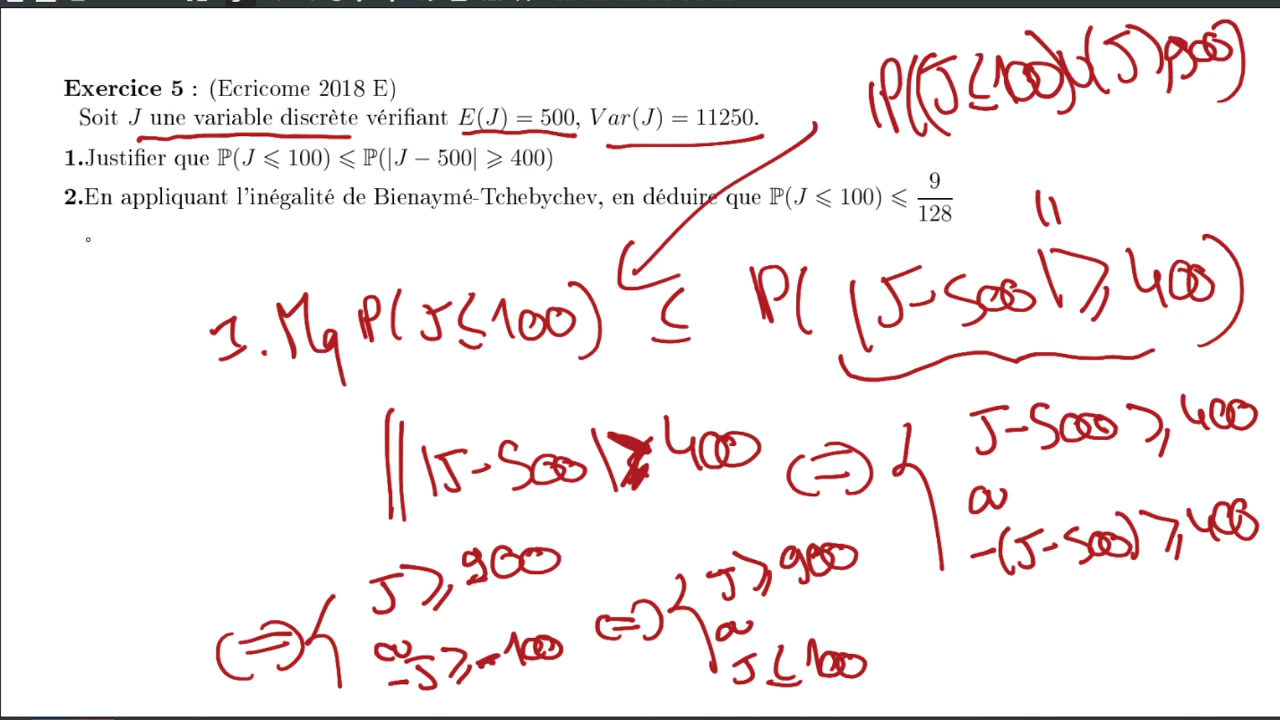 Exercice 5 : (Ecricome 2018 E)
Soit J une variable discrète vérifiant E(J) = 500, Var(J) = 11250.
1.Justifier que ℙ(J ⩽ 100) ⩽ ℙ(|J − 500| ⩾ 400)
2.En appliquant l'inégalité de Bienaymé-Tchebychev, en déduire que ℙ(J ⩽ 100) ⩽ 9/128
ℙ((J ≤ 100) ∪ (J ⩾ 900))
=
1. Mq ℙ(J ≤ 100) ≤ ℙ(|J − 500| ⩾ 400)
|J − 500| ⩾ 400 ⟺ { J − 500 ⩾ 400
ou
−(J − 500) ⩾ 400
⟺ { J ⩾ 900 ⟺ { J ⩾ 900
ou ou
−J ⩾ −100 J ≤ 100